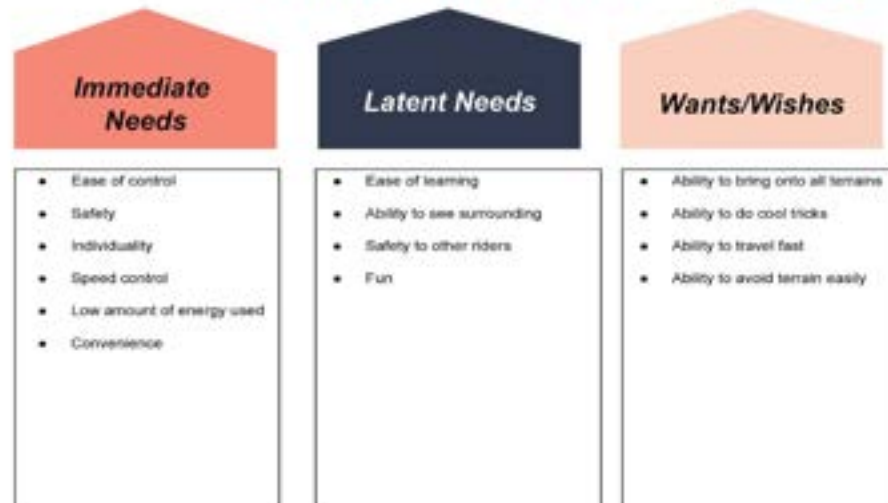 Immediate
Needs
Latent Needs
Wants/Wishes
Ease of control
Safety
Individuality
Speed control
Low amount of energy used
Convenience
Ease of learning
Ability to see surrounding
Safety to other riders
Fun
Ability to bring onto all terrains
Ability to do cool tricks
Ability to travel fast
Ability to avoid terrain easily